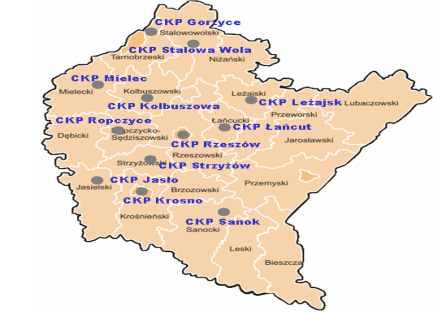 CKP Gorzyce
Stalowowolski
CKP Stalowa Wola
Tarnobrzeski
Niżański
CKP Mielec
Mielecki
Kolbuszowski
CKP Kolbuszowa
Leżajski
CKP Leżajsk
Lubaczowski
Przeworski
CKP Ropczyce
Łańcucki
CKP Łańcut
Dębicki
Ropczycko-
Sędziszowski
Jarosławski
CKP Rzeszów
Rzeszowski
Strzyżowski
CKP Strzyżów
CKP Jasło
Jasielski
Brzozowski
Przemyski
CKP Krosno
Krośnieński
CKP Sanok
Sanocki
Leski
Bieszcza